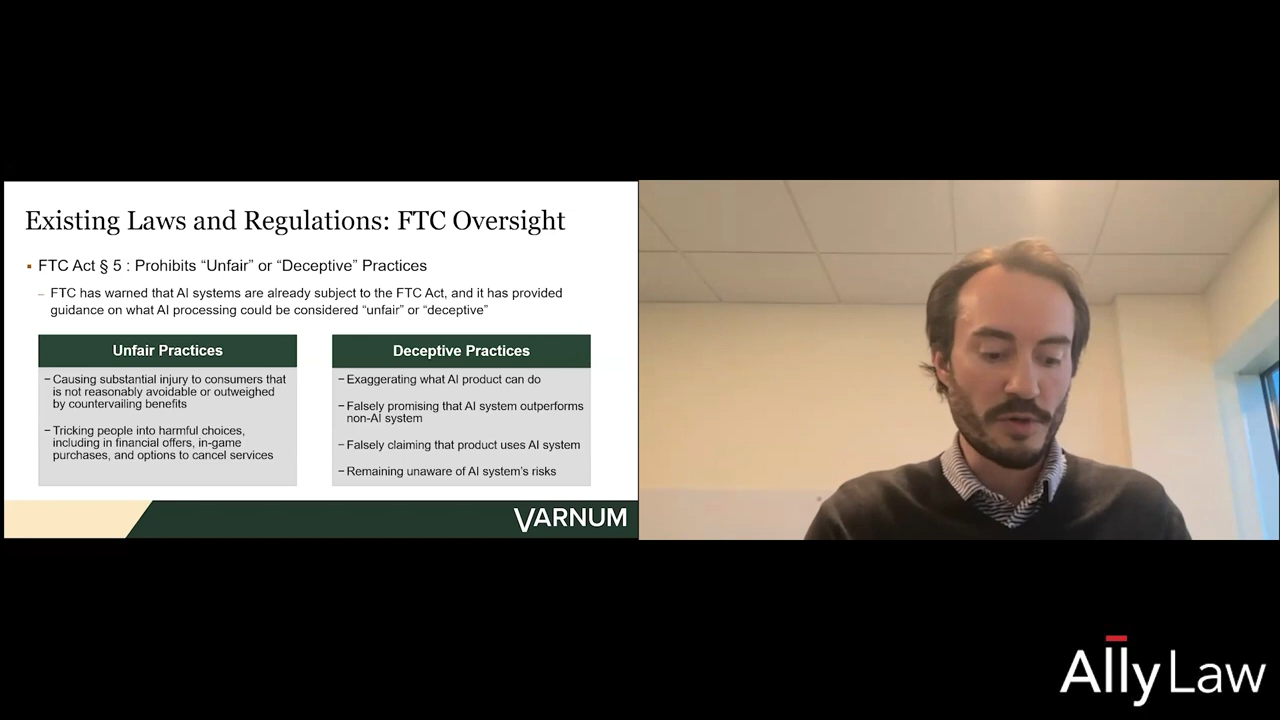 Existing Laws and Regulations: FTC Oversight
▪ FTC Act § 5 : Prohibits “Unfair” or “Deceptive” Practices
– FTC has warned that AI systems are already subject to the FTC Act, and it has provided
guidance on what AI processing could be considered “unfair” or “deceptive”
Unfair Practices
– Causing substantial injury to consumers that
is not reasonably avoidable or outweighed
by countervailing benefits
– Tricking people into harmful choices,
including in financial offers, in-game
purchases, and options to cancel services
Deceptive Practices
– Exaggerating what AI product can do
– Falsely promising that AI system outperforms
non-AI system
– Falsely claiming that product uses AI system
– Remaining unaware of AI system’s risks
VARNUM
Ally Law